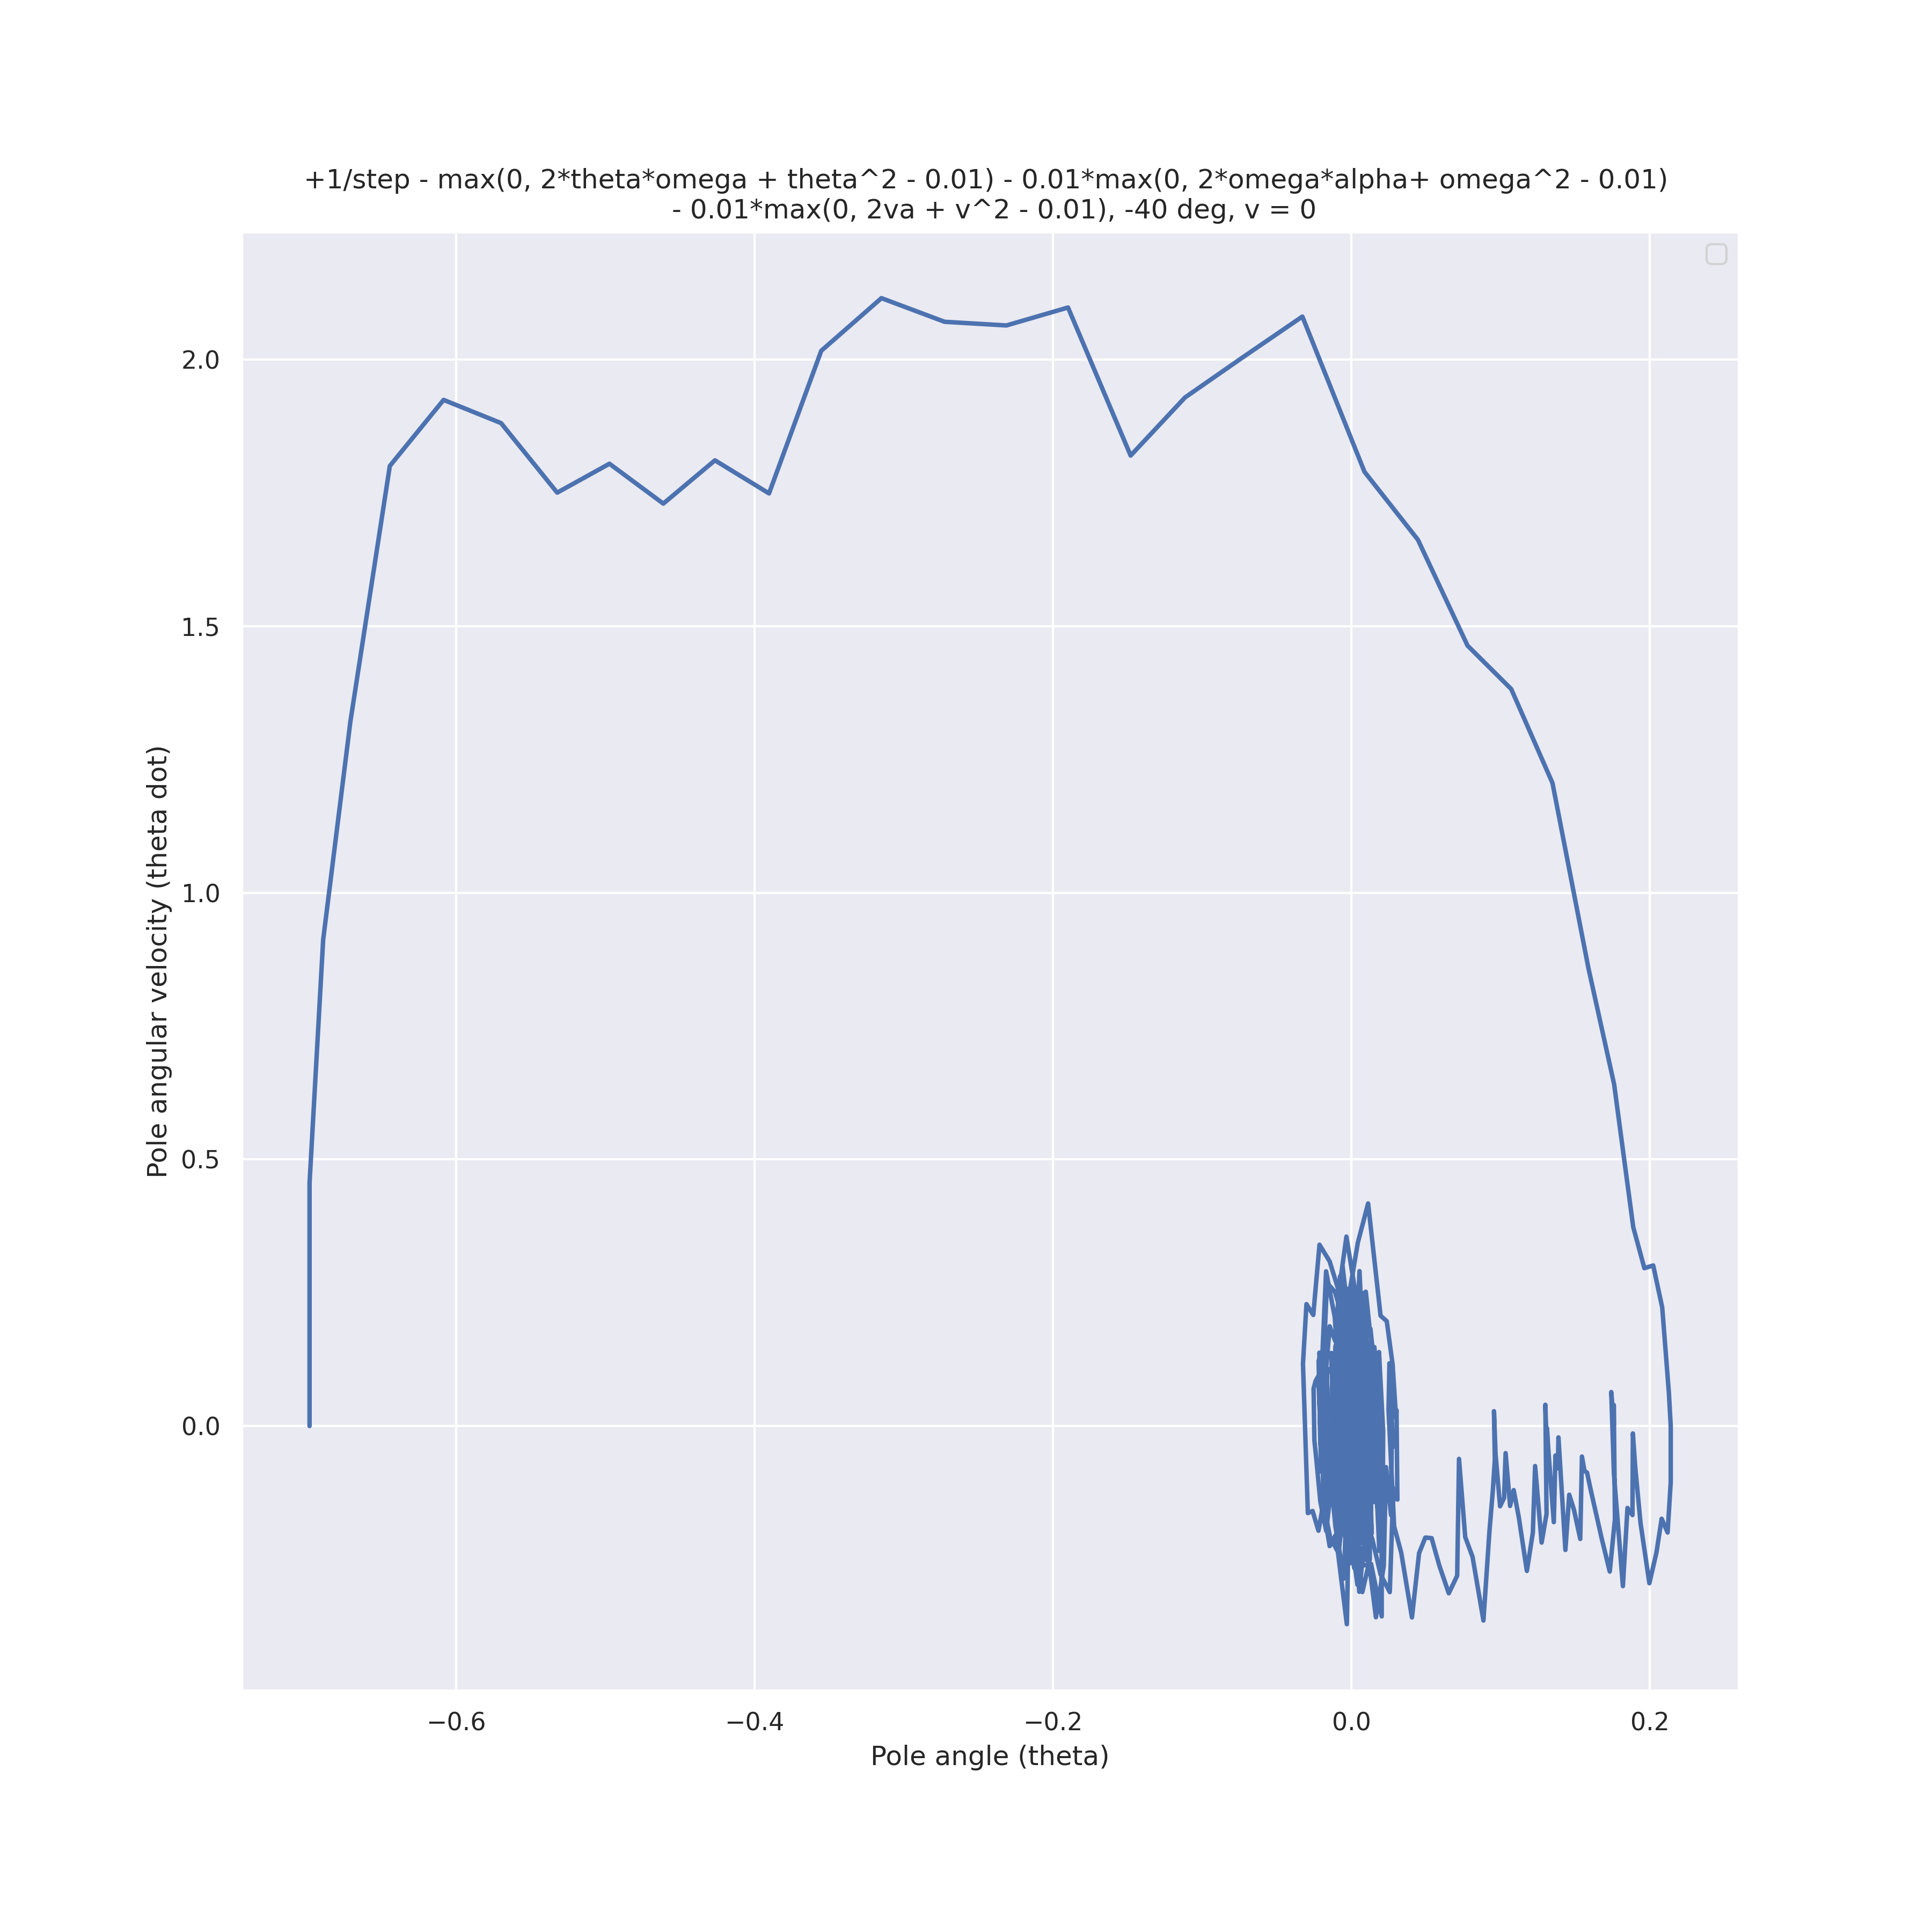 +1/step - max(0, 2*theta*omega + theta^2 - 0.01) - 0.01*max(0, 2*omega*alpha+ omega^2 - 0.01)
- 0.01*max(0, 2va + v^2 - 0.01), -40 deg, v = 0
2.0
1.5
1.0
0.5
0.0
Pole angular velocity (theta dot)
−0.6 −0.4 −0.2 0.0 0.2
Pole angle (theta)